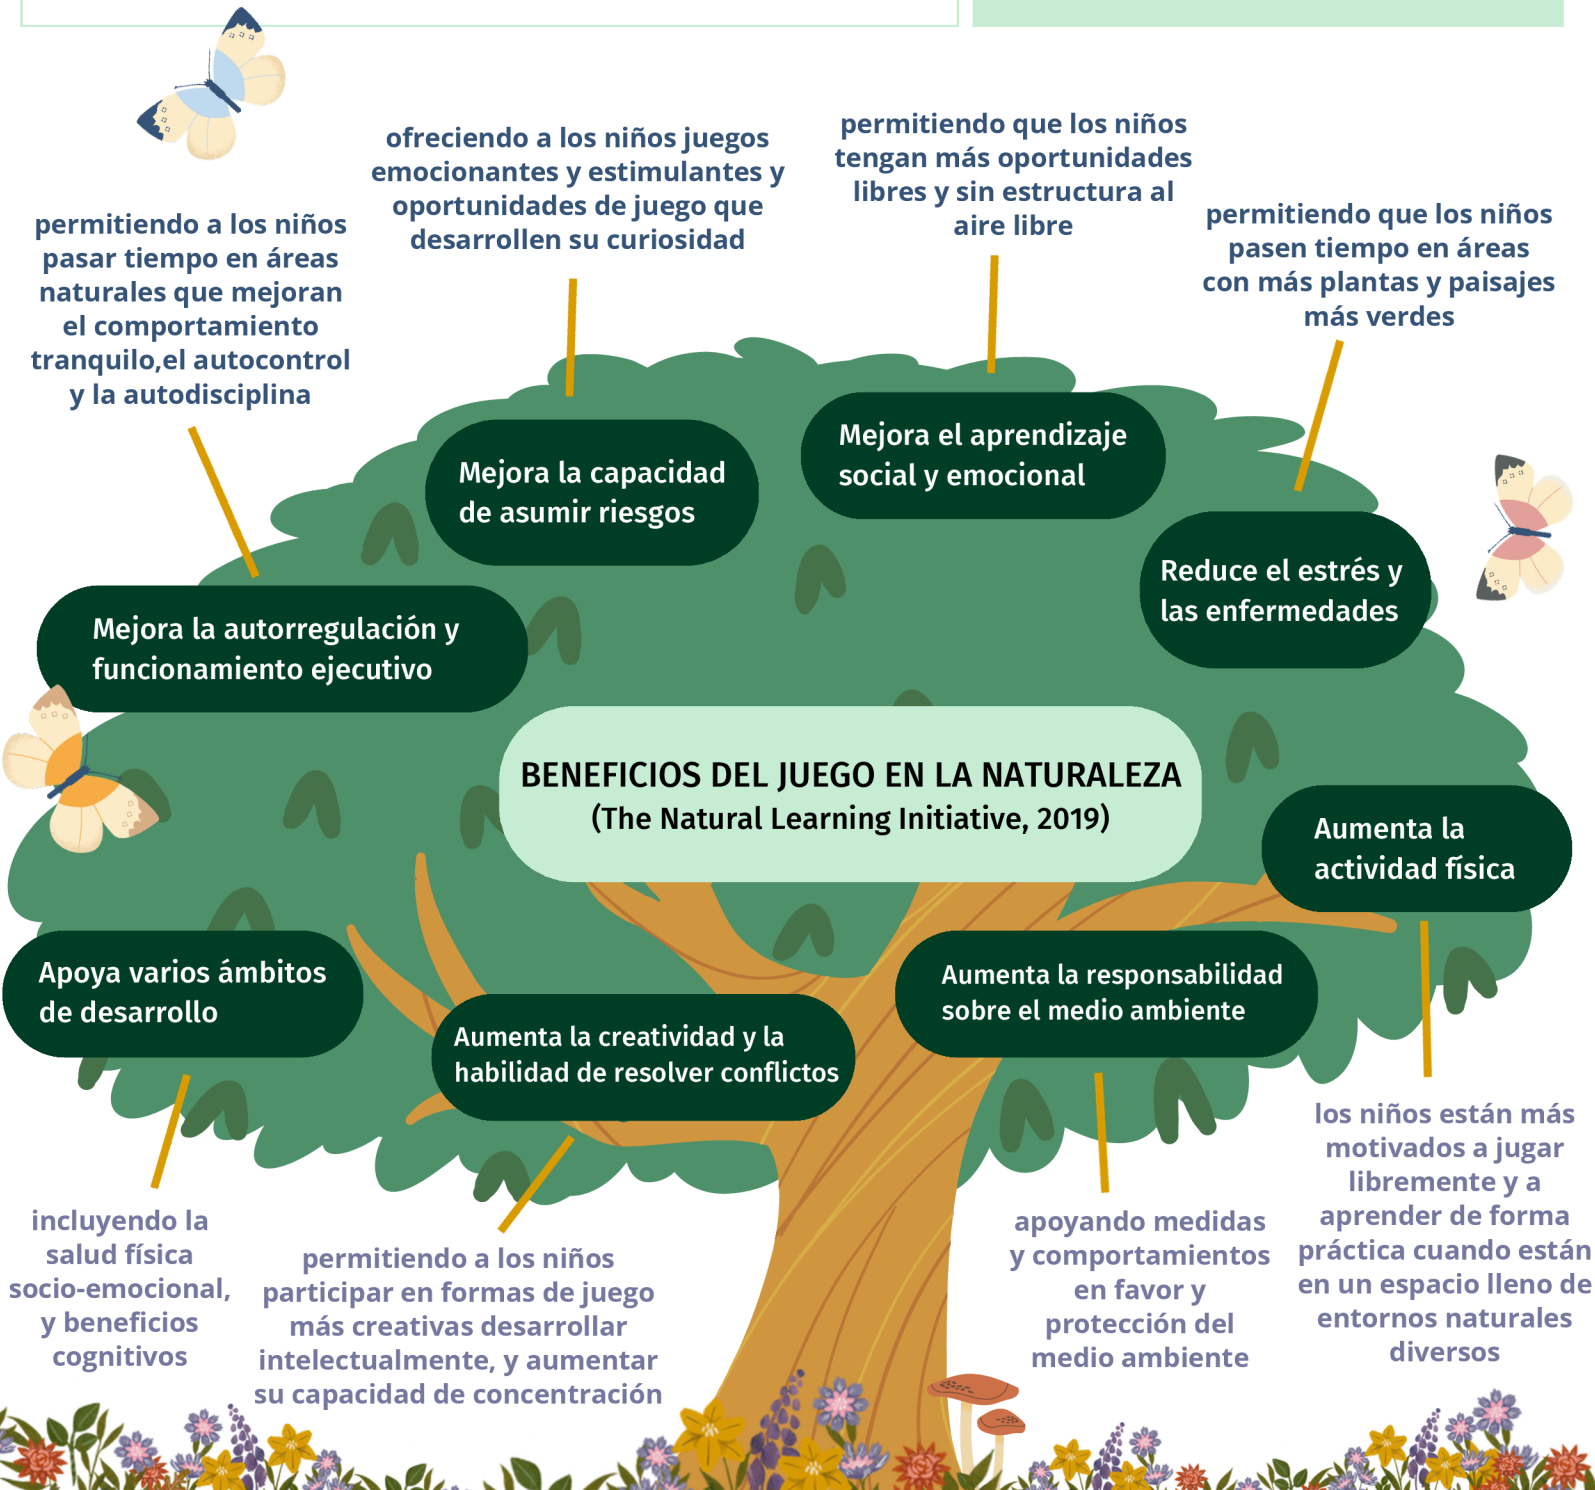 permitiendo a los niños
pasar tiempo en áreas
naturales que mejoran
el comportamiento
tranquilo,el autocontrol
y la autodisciplina
ofreciendo a los niños juegos
emocionantes y estimulantes y
oportunidades de juego que
desarrollen su curiosidad
permitiendo que los niños
tengan más oportunidades
libres y sin estructura al
aire libre
permitiendo que los niños
pasen tiempo en áreas
con más plantas y paisajes
más verdes
Mejora la autorregulación y
funcionamiento ejecutivo
Mejora la capacidad
de asumir riesgos
Mejora el aprendizaje
social y emocional
Reduce el estrés y
las enfermedades
BENEFICIOS DEL JUEGO EN LA NATURALEZA
(The Natural Learning Initiative, 2019)
Apoya varios ámbitos
de desarrollo
Aumenta la creatividad y la
habilidad de resolver conflictos
Aumenta la responsabilidad
sobre el medio ambiente
Aumenta la
actividad física
incluyendo la
salud física
socio-emocional,
y beneficios
cognitivos
permitiendo a los niños
participar en formas de juego
más creativas desarrollar
intelectualmente, y aumentar
su capacidad de concentración
apoyando medidas
y comportamientos
en favor y
protección del
medio ambiente
los niños están más
motivados a jugar
libremente y a
aprender de forma
práctica cuando están
en un espacio lleno de
entornos naturales
diversos